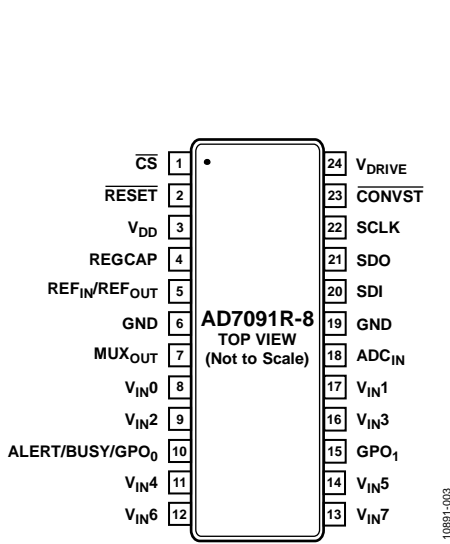 CS 1
RESET 2
VDD 3
REGCAP 4
REFIN/REFOUT 5
GND 6
MUXOUT 7
VIN0 8
VIN2 9
ALERT/BUSY/GPO0 10
VIN4 11
VIN6 12
AD7091R-8
TOP VIEW
(Not to Scale)
24 VDRIVE
23 CONVST
22 SCLK
21 SDO
20 SDI
19 GND
18 ADCIN
17 VIN1
16 VIN3
15 GPO1
14 VIN5
13 VIN7
10891-003